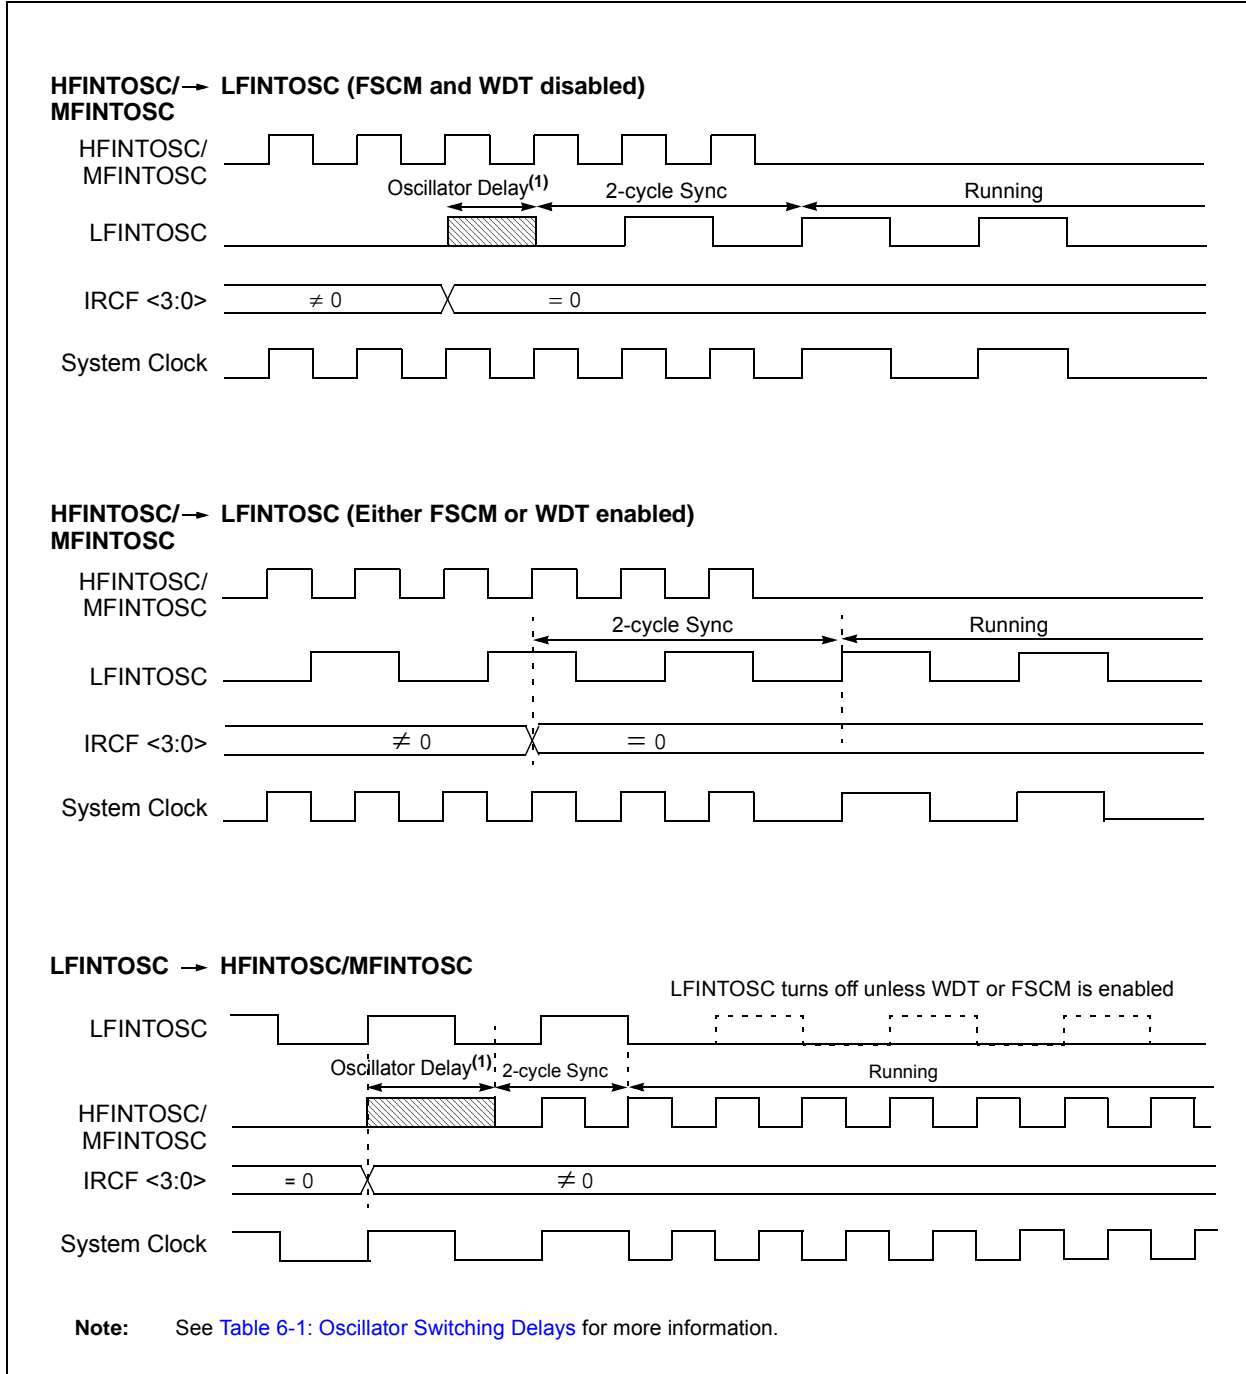 HFINTOSC/→ LFINTOSC (FSCM and WDT disabled)
MFINTOSC
HFINTOSC/
MFINTOSC
Oscillator Delay(1) 2-cycle Sync Running
LFINTOSC
IRCF <3:0> ≠ 0 = 0
System Clock
HFINTOSC/→ LFINTOSC (Either FSCM or WDT enabled)
MFINTOSC
HFINTOSC/
MFINTOSC
2-cycle Sync Running
LFINTOSC
IRCF <3:0> ≠ 0 = 0
System Clock
LFINTOSC → HFINTOSC/MFINTOSC
LFINTOSC turns off unless WDT or FSCM is enabled
LFINTOSC
Oscillator Delay(1) 2-cycle Sync Running
HFINTOSC/
MFINTOSC
IRCF <3:0> = 0 ≠ 0
System Clock
Note: See Table 6-1: Oscillator Switching Delays for more information.